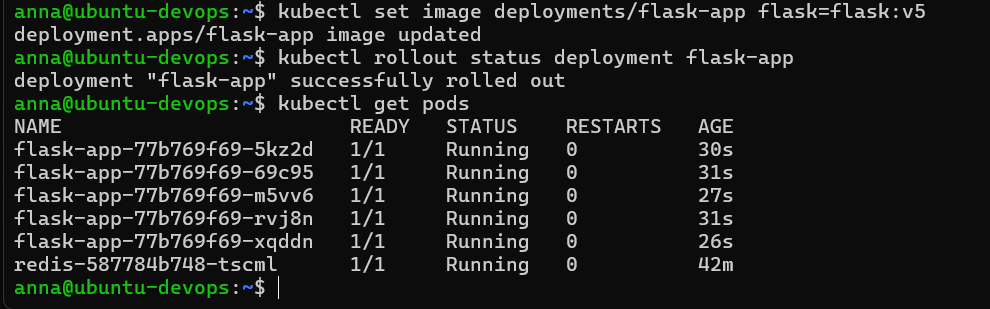 anna@ubuntu-devops:~$ kubectl set image deployments/flask-app flask=flask:v5
deployment.apps/flask-app image updated
anna@ubuntu-devops:~$ kubectl rollout status deployment flask-app
deployment "flask-app" successfully rolled out
anna@ubuntu-devops:~$ kubectl get pods
NAME                        READY   STATUS    RESTARTS   AGE
flask-app-77b769f69-5kz2d   1/1     Running   0          30s
flask-app-77b769f69-69c95   1/1     Running   0          31s
flask-app-77b769f69-m5vv6   1/1     Running   0          27s
flask-app-77b769f69-rvj8n   1/1     Running   0          31s
flask-app-77b769f69-xqddn   1/1     Running   0          26s
redis-587784b748-tscml      1/1     Running   0          42m
anna@ubuntu-devops:~$